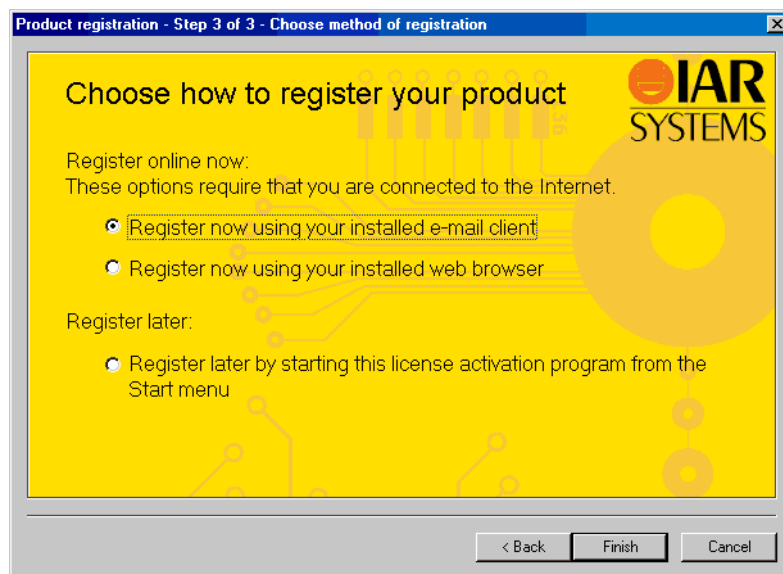 Product registration - Step 3 of 3 - Choose method of registration
Choose how to register your product
IAR
SYSTEMS
36
Register online now:
These options require that you are connected to the Internet.
Register now using your installed e-mail client
Register now using your installed web browser
Register later:
Register later by starting this license activation program from the
Start menu
< Back
Finish
Cancel